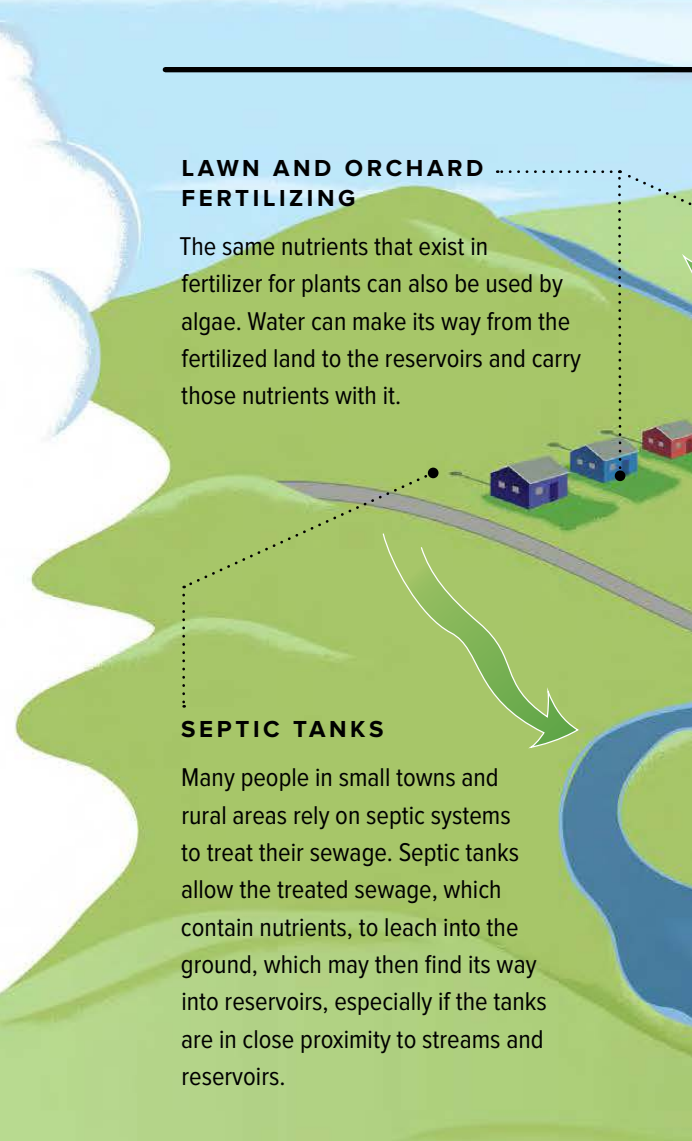 LAWN AND ORCHARD
FERTILIZING
The same nutrients that exist in
fertilizer for plants can also be used by
algae. Water can make its way from the
fertilized land to the reservoirs and carry
those nutrients with it.
SEPTIC TANKS
Many people in small towns and
rural areas rely on septic systems
to treat their sewage. Septic tanks
allow the treated sewage, which
contain nutrients, to leach into the
ground, which may then find its way
into reservoirs, especially if the tanks
are in close proximity to streams and
reservoirs.